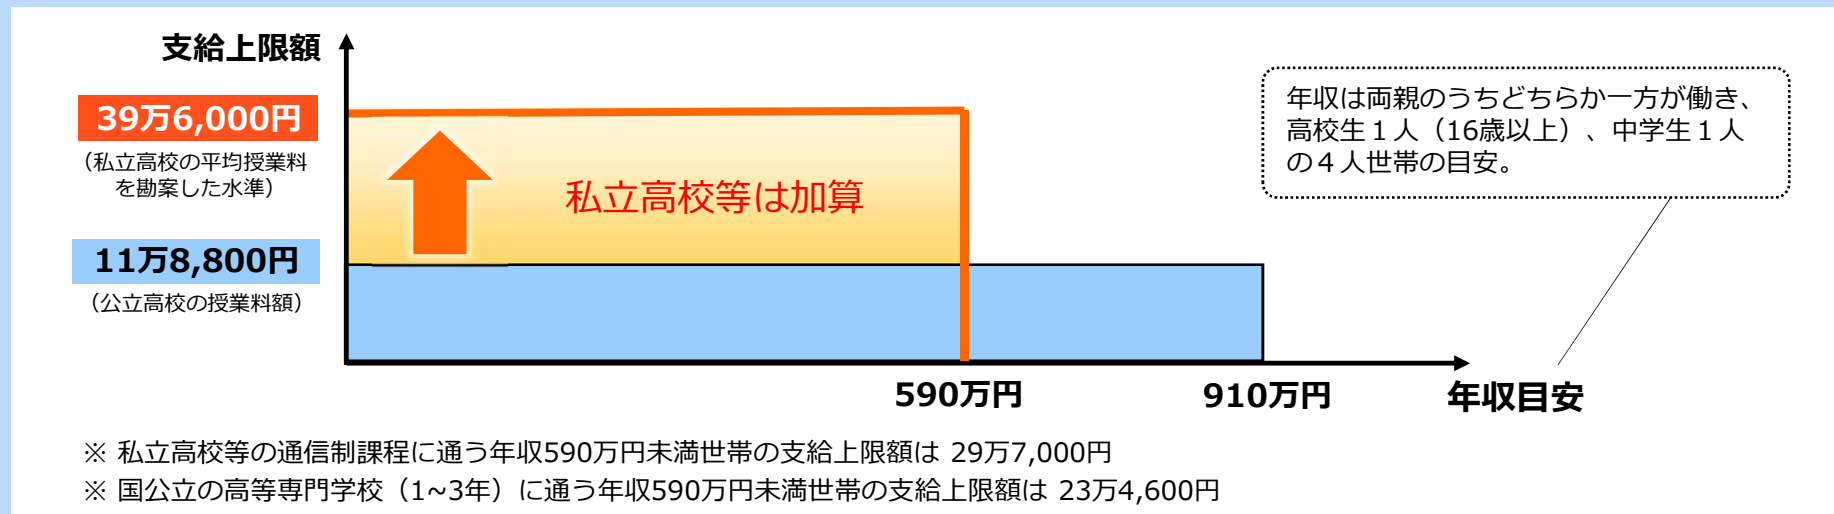 支給上限額
39万6,000円
（私立高校の平均授業料
を勘案した水準）
11万8,800円
（公立高校の授業料額）
私立高校等は加算
年収は両親のうちどちらか一方が働き、
高校生１人（16歳以上）、中学生１人
の４人世帯の目安。
590万円
910万円
年収目安
※ 私立高校等の通信制課程に通う年収590万円未満世帯の支給上限額は 29万7,000円
※ 国公立の高等専門学校（1~3年）に通う年収590万円未満世帯の支給上限額は 23万4,600円